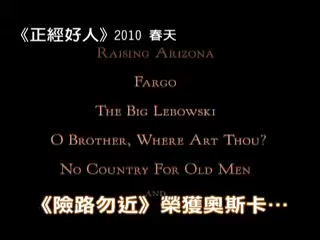 《正經好人》2010 春天
RAISING ARIZONA
FARGO
THE BIG LEBOWSKI
O BROTHER, WHERE ART THOU?
NO COUNTRY FOR OLD MEN
AND
《險路勿近》榮獲奧斯卡…